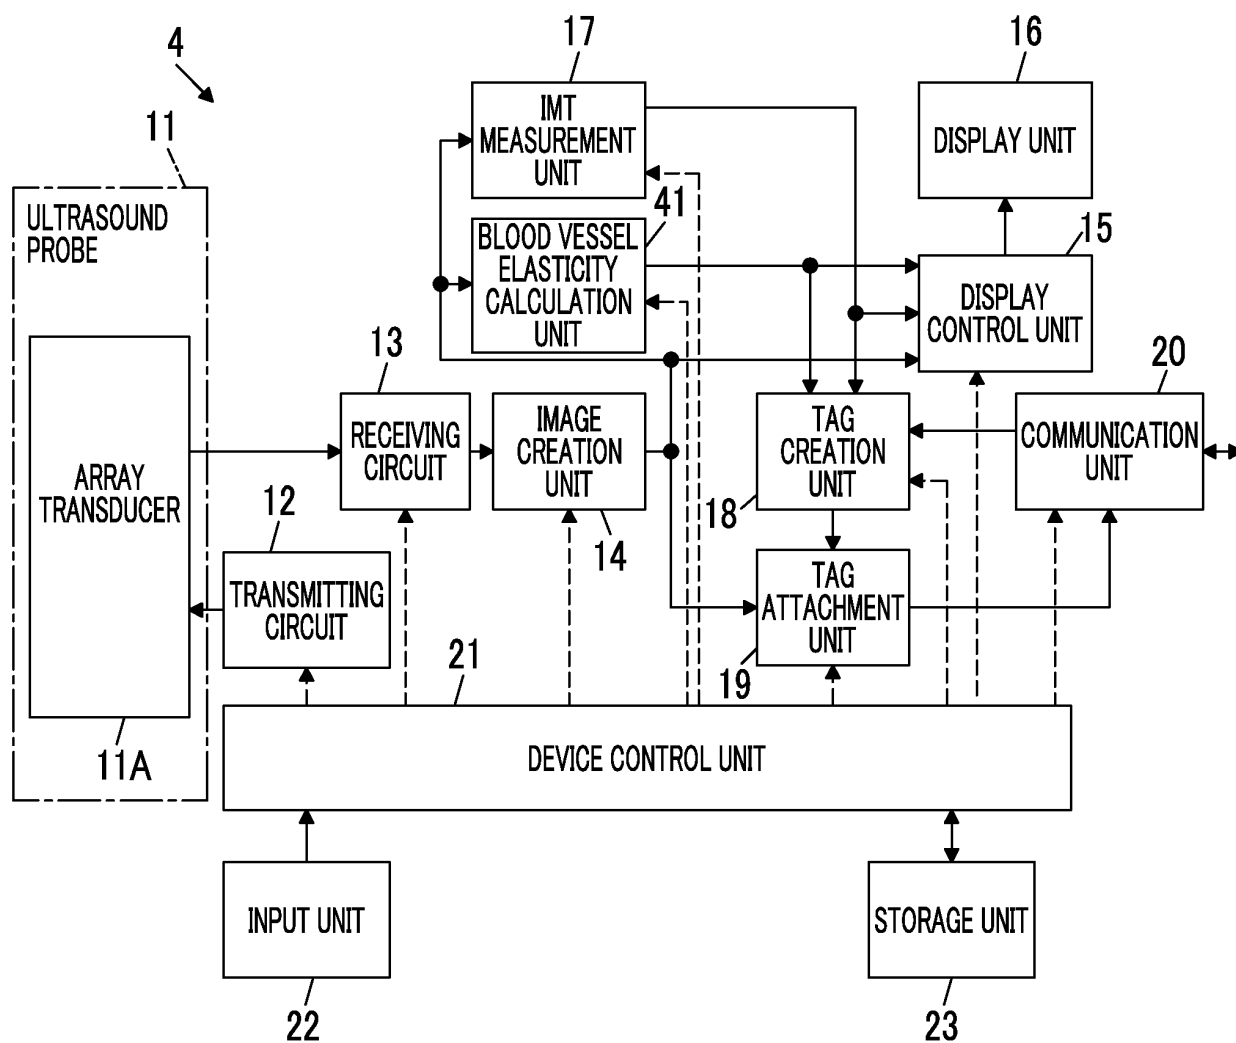 17
16
4
IMT
MEASUREMENT
UNIT
DISPLAY UNIT
11
ULTRASOUND
PROBE
41
BLOOD VESSEL
ELASTICITY
CALCULATION
UNIT
15
DISPLAY
CONTROL UNIT
13
20
RECEIVING
CIRCUIT
IMAGE
CREATION
UNIT
TAG
CREATION
UNIT
COMMUNICATION
UNIT
ARRAY
TRANSDUCER
12
14
18
TRANSMITTING
CIRCUIT
TAG
ATTACHMENT
UNIT
21
19
11A
DEVICE CONTROL UNIT
INPUT UNIT
STORAGE UNIT
22
23